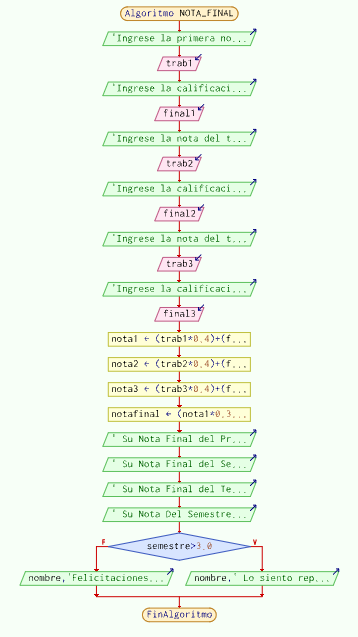 Algoritmo NOTA_FINAL
'Ingrese la primera no...
trab1
'Ingrese la calificaci...
final1
'Ingrese la nota del t...
trab2
'Ingrese la calificaci...
final2
'Ingrese la nota del t...
trab3
'Ingrese la calificaci...
final3
nota1 ← (trab1*0.4)+(f...
nota2 ← (trab2*0.4)+(f...
nota3 ← (trab3*0.4)+(f...
notafinal ← (nota1*0.3...
' Su Nota Final del Pr...
' Su Nota Final del Se...
' Su Nota Final del Te...
' Su Nota Del Semestre...
semestre>3.0
F
V
nombre,'Felicitaciones...
nombre,' Lo siento rep...
FinAlgoritmo